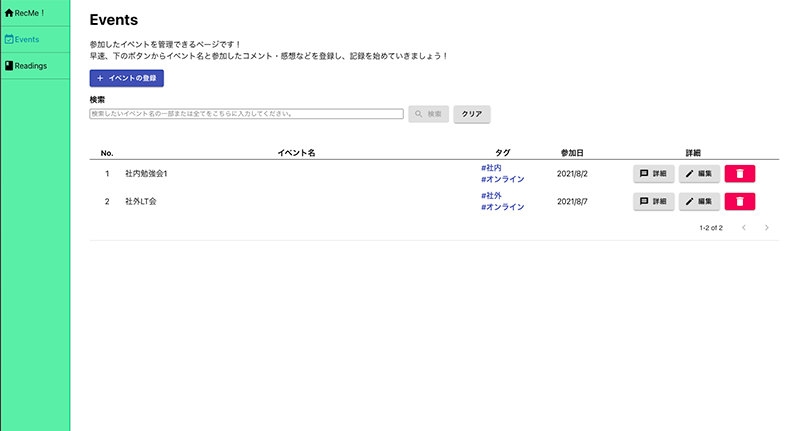 RecMe！
Events
Readings
Events
参加したイベントを管理できるページです！
早速、下のボタンからイベント名と参加したコメント・感想などを登録し、記録を始めていきましょう！
＋ イベントの登録
検索
検索したいイベント名の一部または全てをこちらに入力してください。
検索
クリア
No. イベント名 タグ 参加日 詳細
1 社内勉強会1 #社内 2021/8/2 詳細 編集
#オンライン
2 社外LT会 #社外 2021/8/7 詳細 編集
#オンライン
1-2 of 2